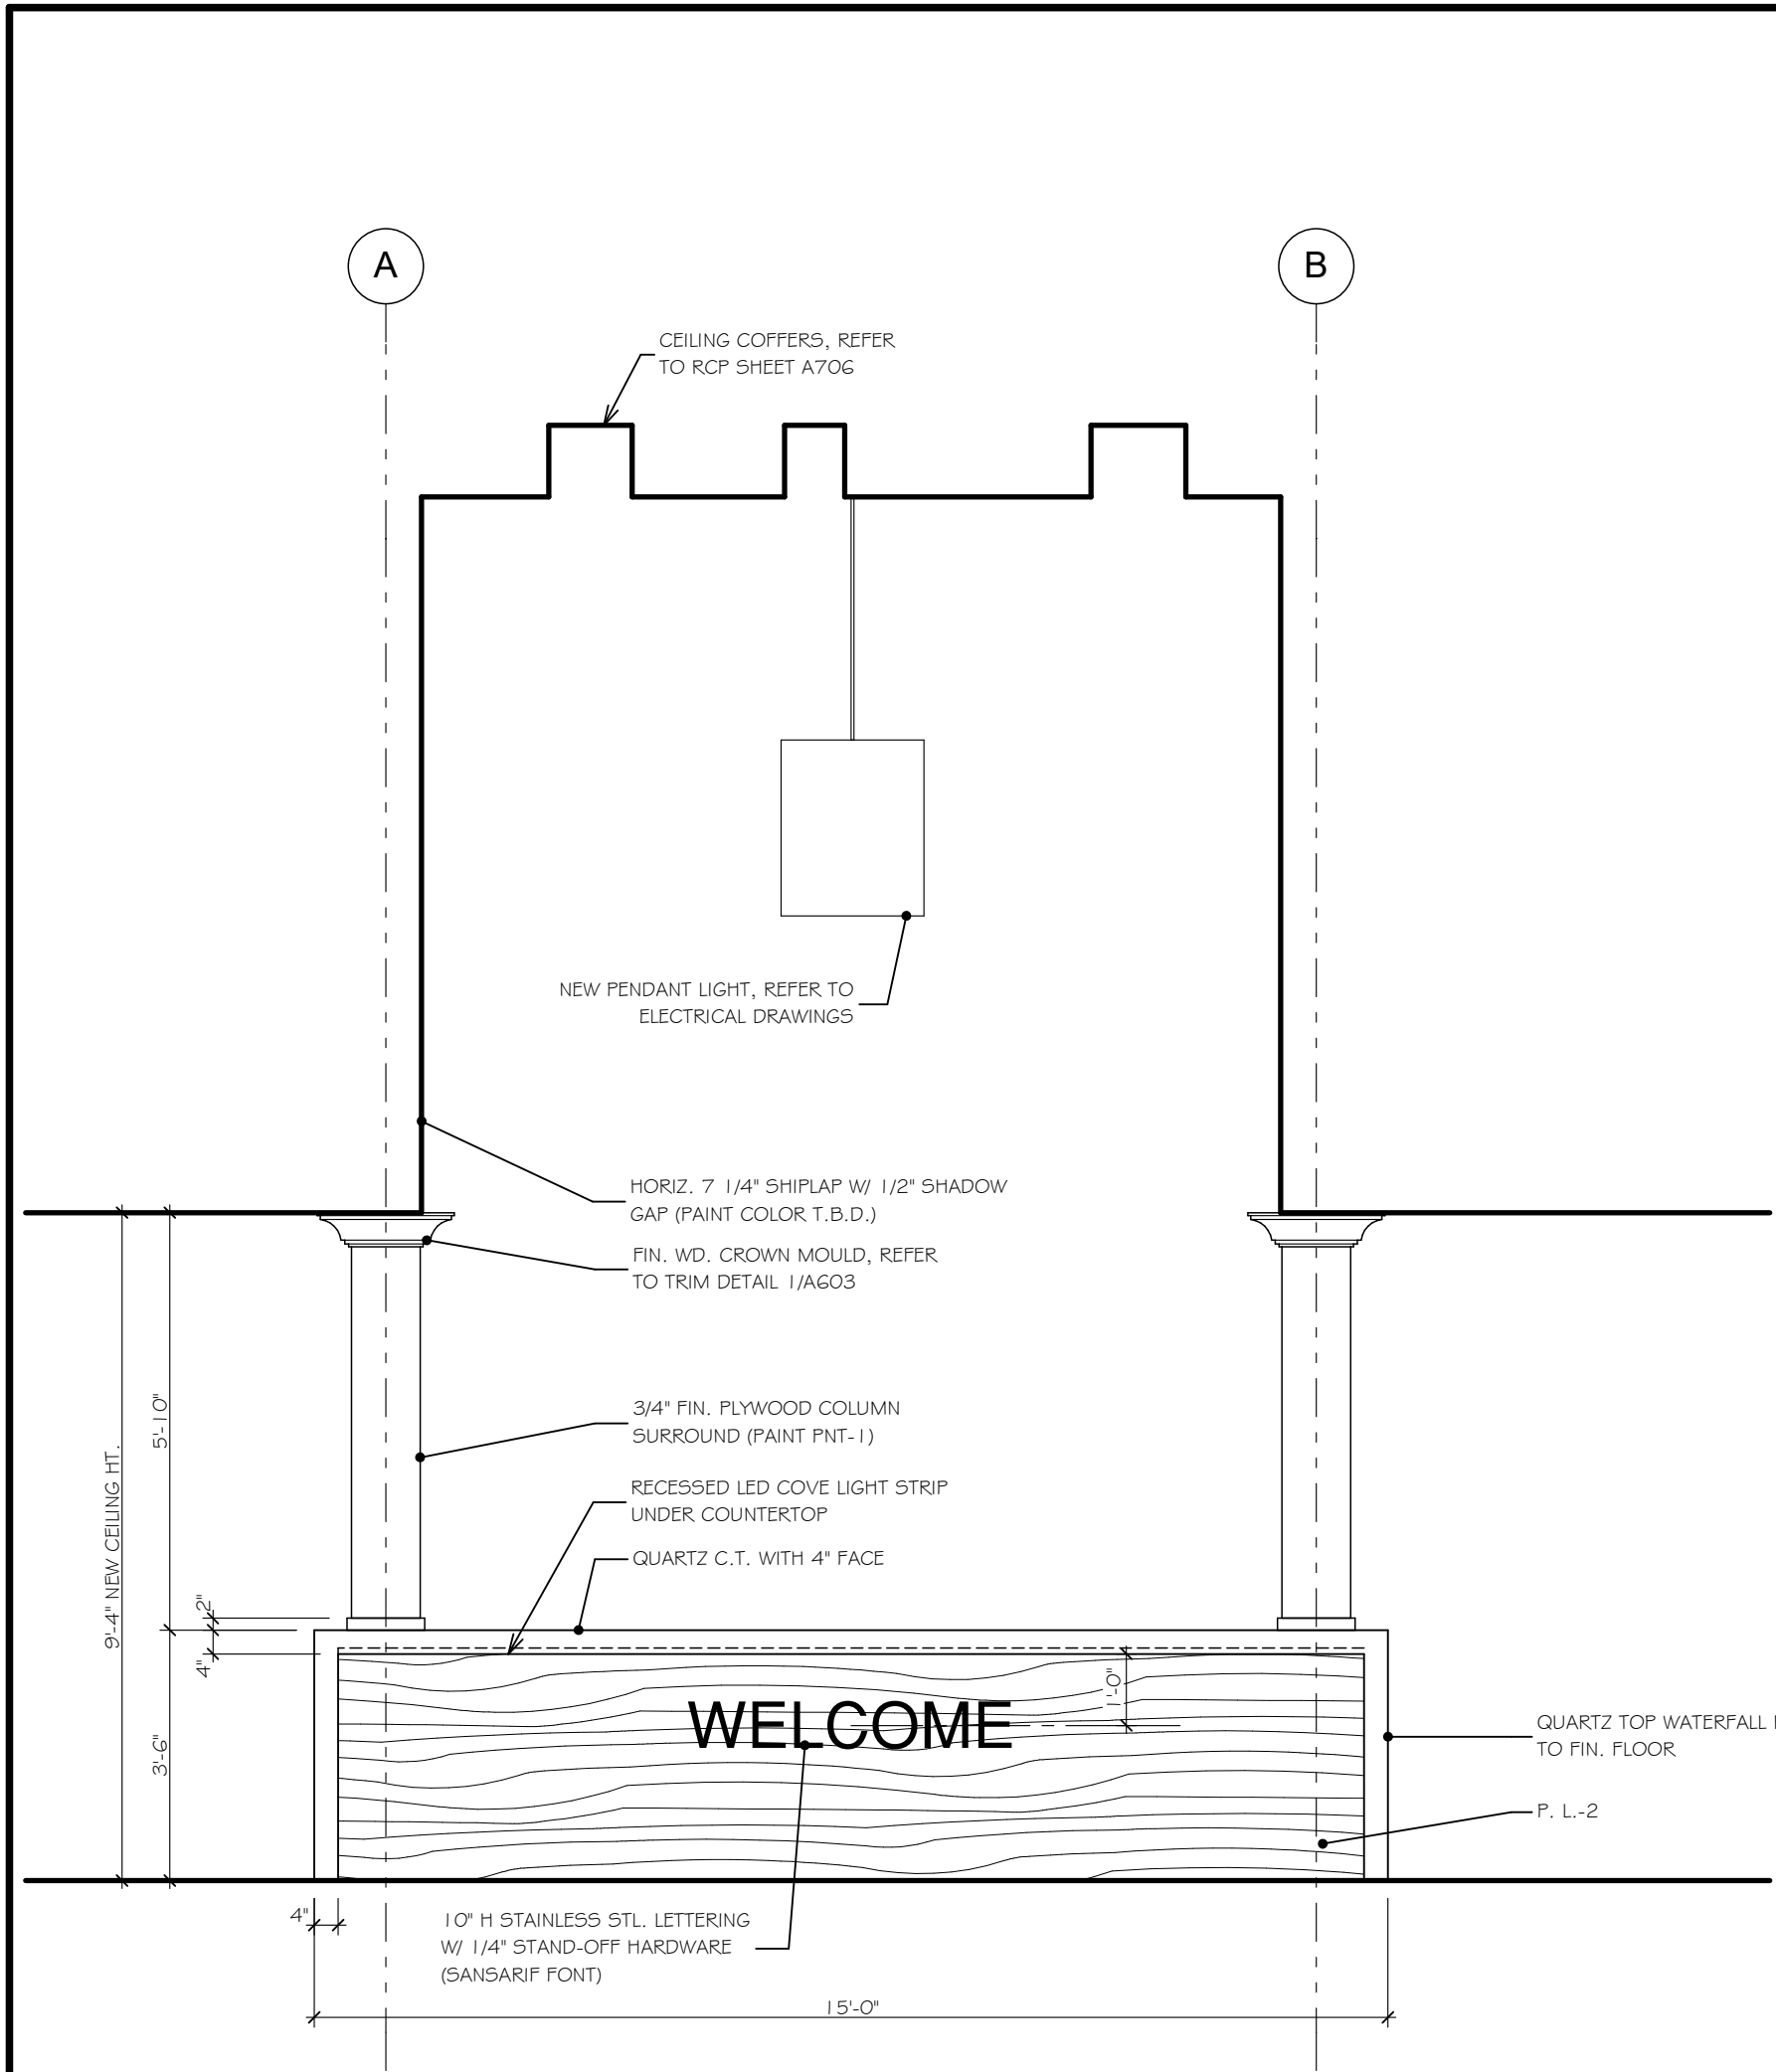 A
B
CEILING COFFERS, REFER
TO RCP SHEET A706
NEW PENDANT LIGHT, REFER TO
ELECTRICAL DRAWINGS
HORIZ. 7 1/4" SHIPLAP W/ 1/2" SHADOW
GAP (PAINT COLOR T.B.D.)
FIN. WD. CROWN MOULD, REFER
TO TRIM DETAIL 1/A603
3/4" FIN. PLYWOOD COLUMN
SURROUND (PAINT PNT-1)
RECESSED LED COVE LIGHT STRIP
UNDER COUNTERTOP
QUARTZ C.T. WITH 4" FACE
9'-4" NEW CEILING HT.
5'-10"
2"
4"
3'-6"
1'-0"
WELCOME
QUARTZ TOP WATERFALL
TO FIN. FLOOR
P. L.-2
4"
10" H STAINLESS STL. LETTERING
W/ 1/4" STAND-OFF HARDWARE
(SANSARIF FONT)
15'-0"